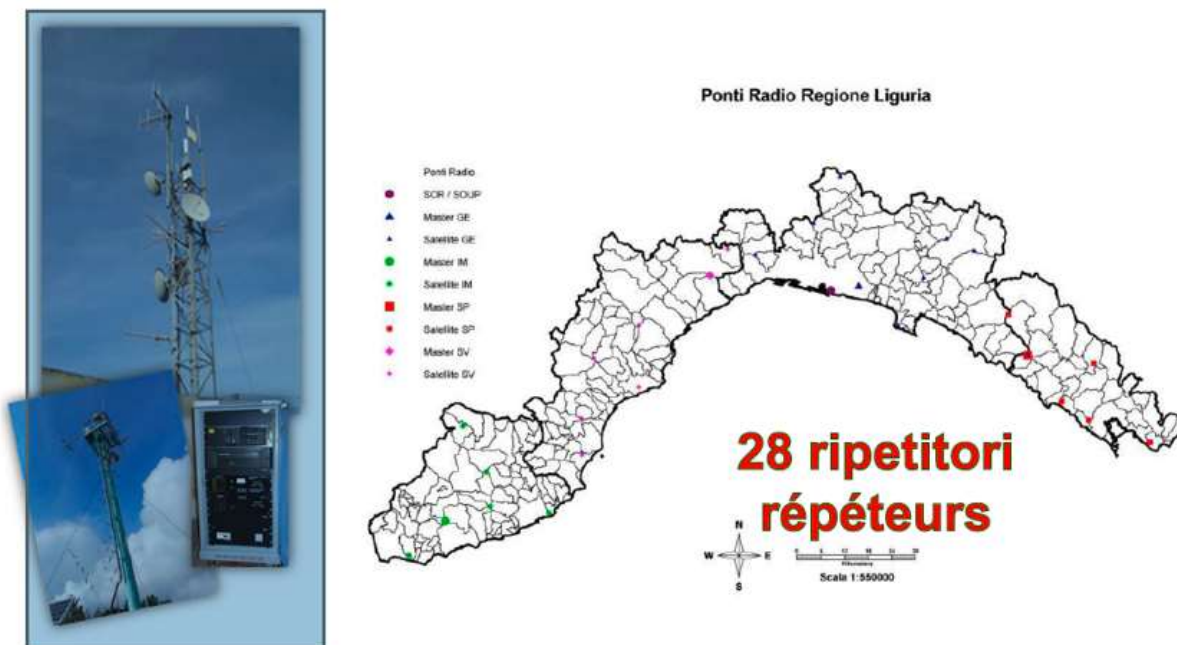 Ponti Radio Regione Liguria
Ponti Radio
SOR / SOUP
Master GE
Satellite GE
Master IM
Satellite IM
Master SP
Satellite SP
Master SV
Satellite SV
28 ripetitori
répéteurs
N
W E
S
Scala 1:550000